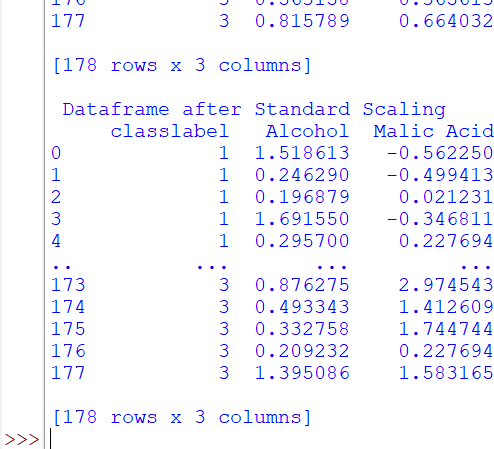 177 3 0.815789 0.664032
[178 rows x 3 columns]
Dataframe after Standard Scaling
classlabel Alcohol Malic Acid
0 1 1.518613 -0.562250
1 1 0.246290 -0.499413
2 1 0.196879 0.021231
3 1 1.691550 -0.346811
4 1 0.295700 0.227694
.. ... ... ...
173 3 0.876275 2.974543
174 3 0.493343 1.412609
175 3 0.332758 1.744744
176 3 0.209232 0.227694
177 3 1.395086 1.583165
[178 rows x 3 columns]
>>>